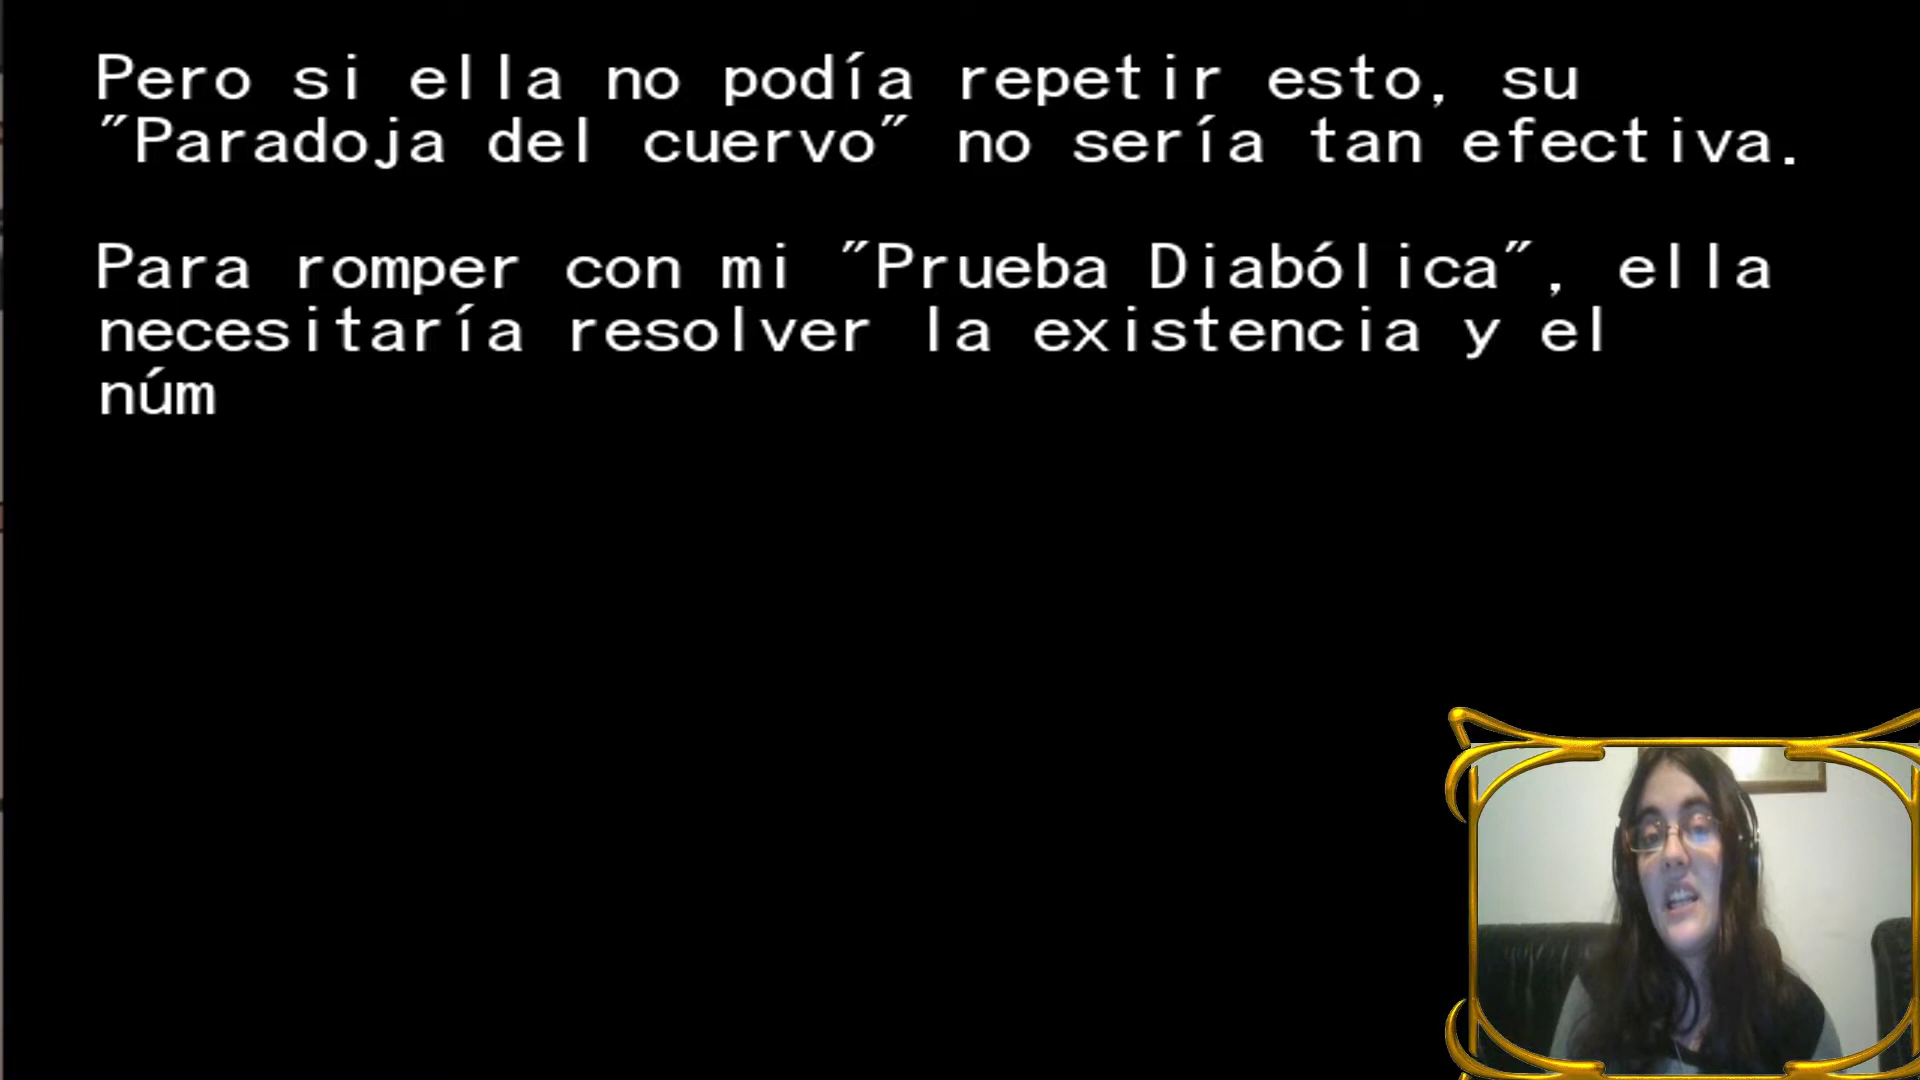 Pero si ella no podía repetir esto, su
"Paradoja del cuervo" no sería tan efectiva.
Para romper con mi "Prueba Diabólica", ella
necesitaría resolver la existencia y el
núm